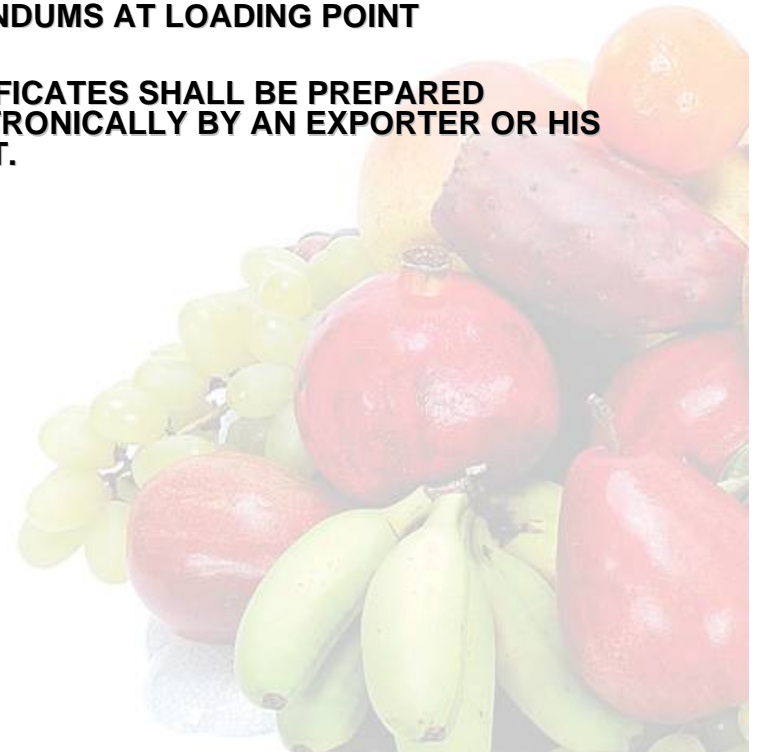 NDUMS AT LOADING POINT
FICATES SHALL BE PREPARED
TRONICALLY BY AN EXPORTER OR HIS
T.